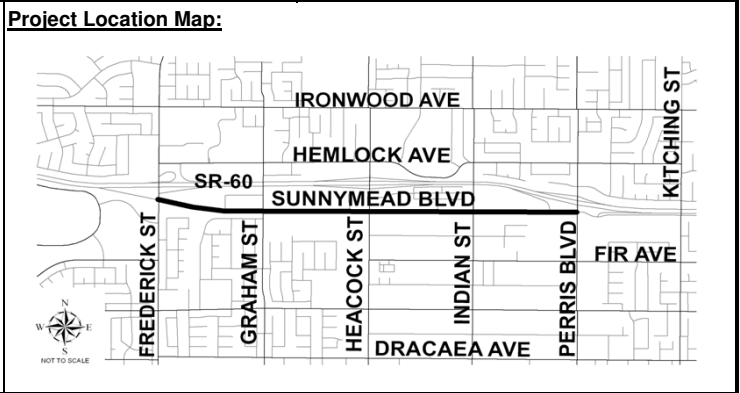 Project Location Map:
IRONWOOD AVE
KITCHING ST
HEMLOCK AVE
SR-60
SUNNYMEAD BLVD
FREDERICK ST
GRAHAM ST
HEACOCK ST
INDIAN ST
PERRIS BLVD
FIR AVE
N
W E
S
NOT TO SCALE
DRACAEA AVE